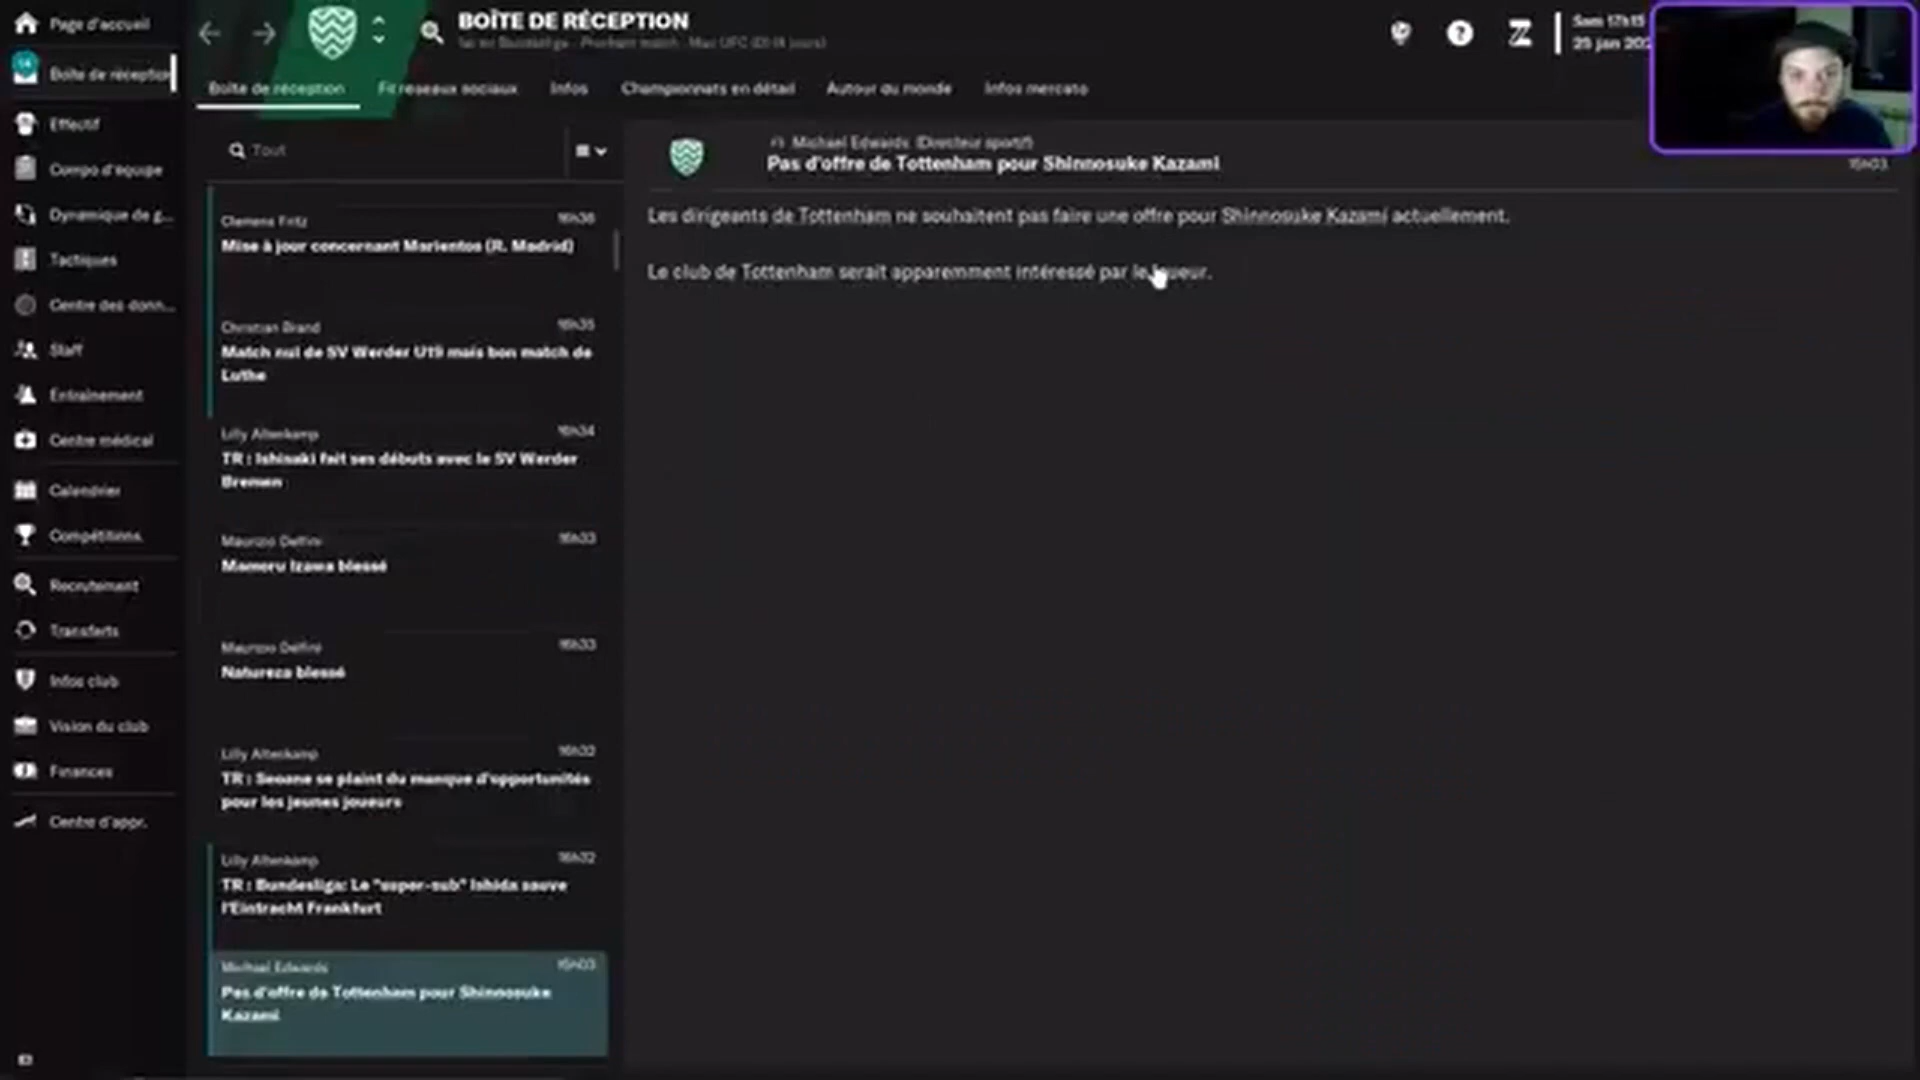 Page d'accueil
BOÎTE DE RÉCEPTION
Sam 17h15
25 jan 202
14
Boîte de réception
Boîte de réception
Fil réseaux sociaux
Infos
Championnats en détail
Autour du monde
Infos mercato
Effectif
Compo d'équipe
Dynamique de g...
Tactiques
Centre des donn...
Staff
Entraînement
Centre médical
Calendrier
Compétitions
Recrutement
Transferts
Infos club
Vision du club
Finances
Centre d'appr.
Tout
Clemens Fritz 16h36
Mise à jour concernant Marientos (R. Madrid)
Christian Brand 16h35
Match nul de SV Werder U19 mais bon match de
Luthe
Lilly Altenkamp 16h34
TR : Ishizaki fait ses débuts avec le SV Werder
Bremen
Maurizio Delfini 16h33
Mamoru Izawa blessé
Maurizio Delfini 16h33
Natureza blessé
Lilly Altenkamp 16h32
TR : Seoane se plaint du manque d'opportunités
pour les jeunes joueurs
Lilly Altenkamp 16h32
TR : Bundesliga: Le "super-sub" Ishida sauve
l'Eintracht Frankfurt
Michael Edwards 15h03
Pas d'offre de Tottenham pour Shinnosuke
Kazami
Michael Edwards (Directeur sportif)
Pas d'offre de Tottenham pour Shinnosuke Kazami
15h03
Les dirigeants de Tottenham ne souhaitent pas faire une offre pour Shinnosuke Kazami actuellement.
Le club de Tottenham serait apparemment intéressé par le joueur.